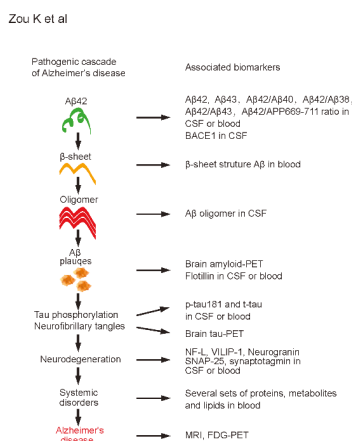 Zou K et al
Pathogenic cascade
of Alzheimer's disease
Associated biomarkers
Aβ42
Aβ42, Aβ43, Aβ42/Aβ40, Aβ42/Aβ38,
Aβ42/Aβ43, Aβ42/APP669-711 ratio in
CSF or blood
BACE1 in CSF
β-sheet
β-sheet struture Aβ in blood
Oligomer
Aβ oligomer in CSF
Aβ
plauqes
Brain amyloid-PET
Flotillin in CSF or blood
Tau phosphorylation
Neurofibrillary tangles
p-tau181 and t-tau
in CSF or blood
Brain tau-PET
Neurodegeneration
NF-L, VILIP-1, Neurogranin
SNAP-25, synaptotagmin in
CSF or blood
Systemic
disorders
Several sets of proteins, metabolites
and lipids in blood
Alzheimer's
disease
MRI, FDG-PET